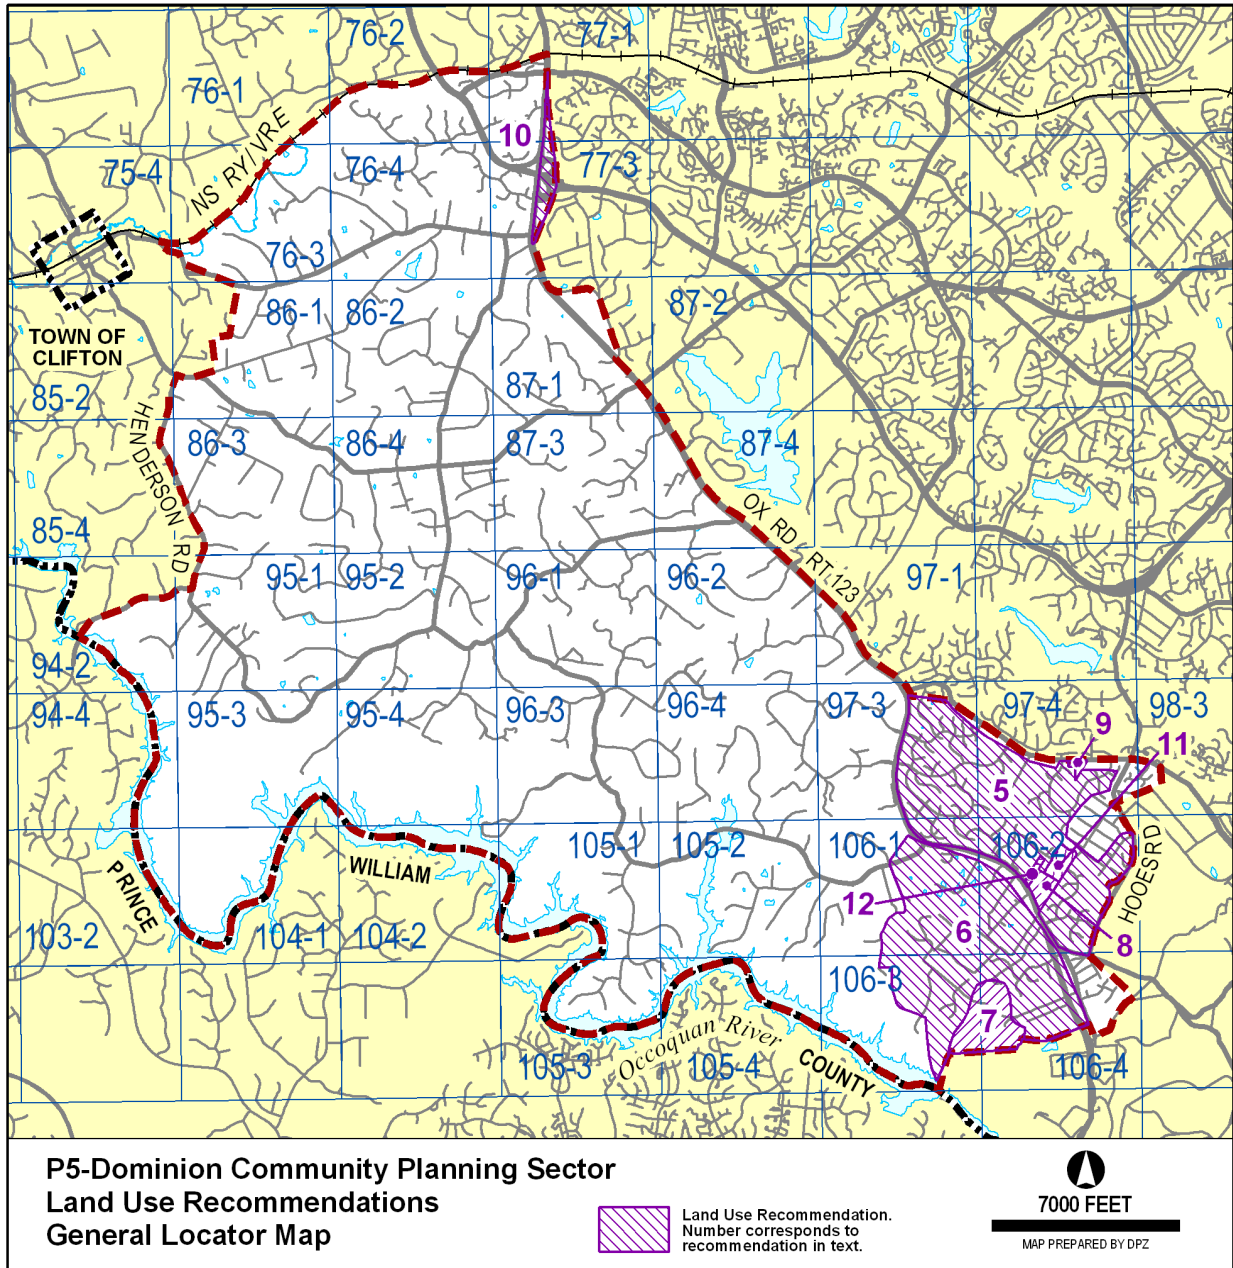 76-2
77-1
76-1
NS RY/VRE
10
75-4
76-4
77-3
76-3
86-1
86-2
87-2
TOWN OF
CLIFTON
85-2
87-1
HENDERSON RD
86-3
86-4
87-3
87-4
OX RD RT.123
85-4
95-1
95-2
96-1
96-2
97-1
94-2
94-4
95-3
95-4
96-3
96-4
97-3
97-4
98-3
9
11
5
105-1
105-2
106-1
106-2
HOOES RD
PRINCE
WILLIAM
12
103-2
104-1
104-2
6
8
106-3
7
Occoquan River
105-3
105-4
COUNTY
106-4
P5-Dominion Community Planning Sector
Land Use Recommendations
General Locator Map
Land Use Recommendation.
Number corresponds to
recommendation in text.
7000 FEET
MAP PREPARED BY DPZ